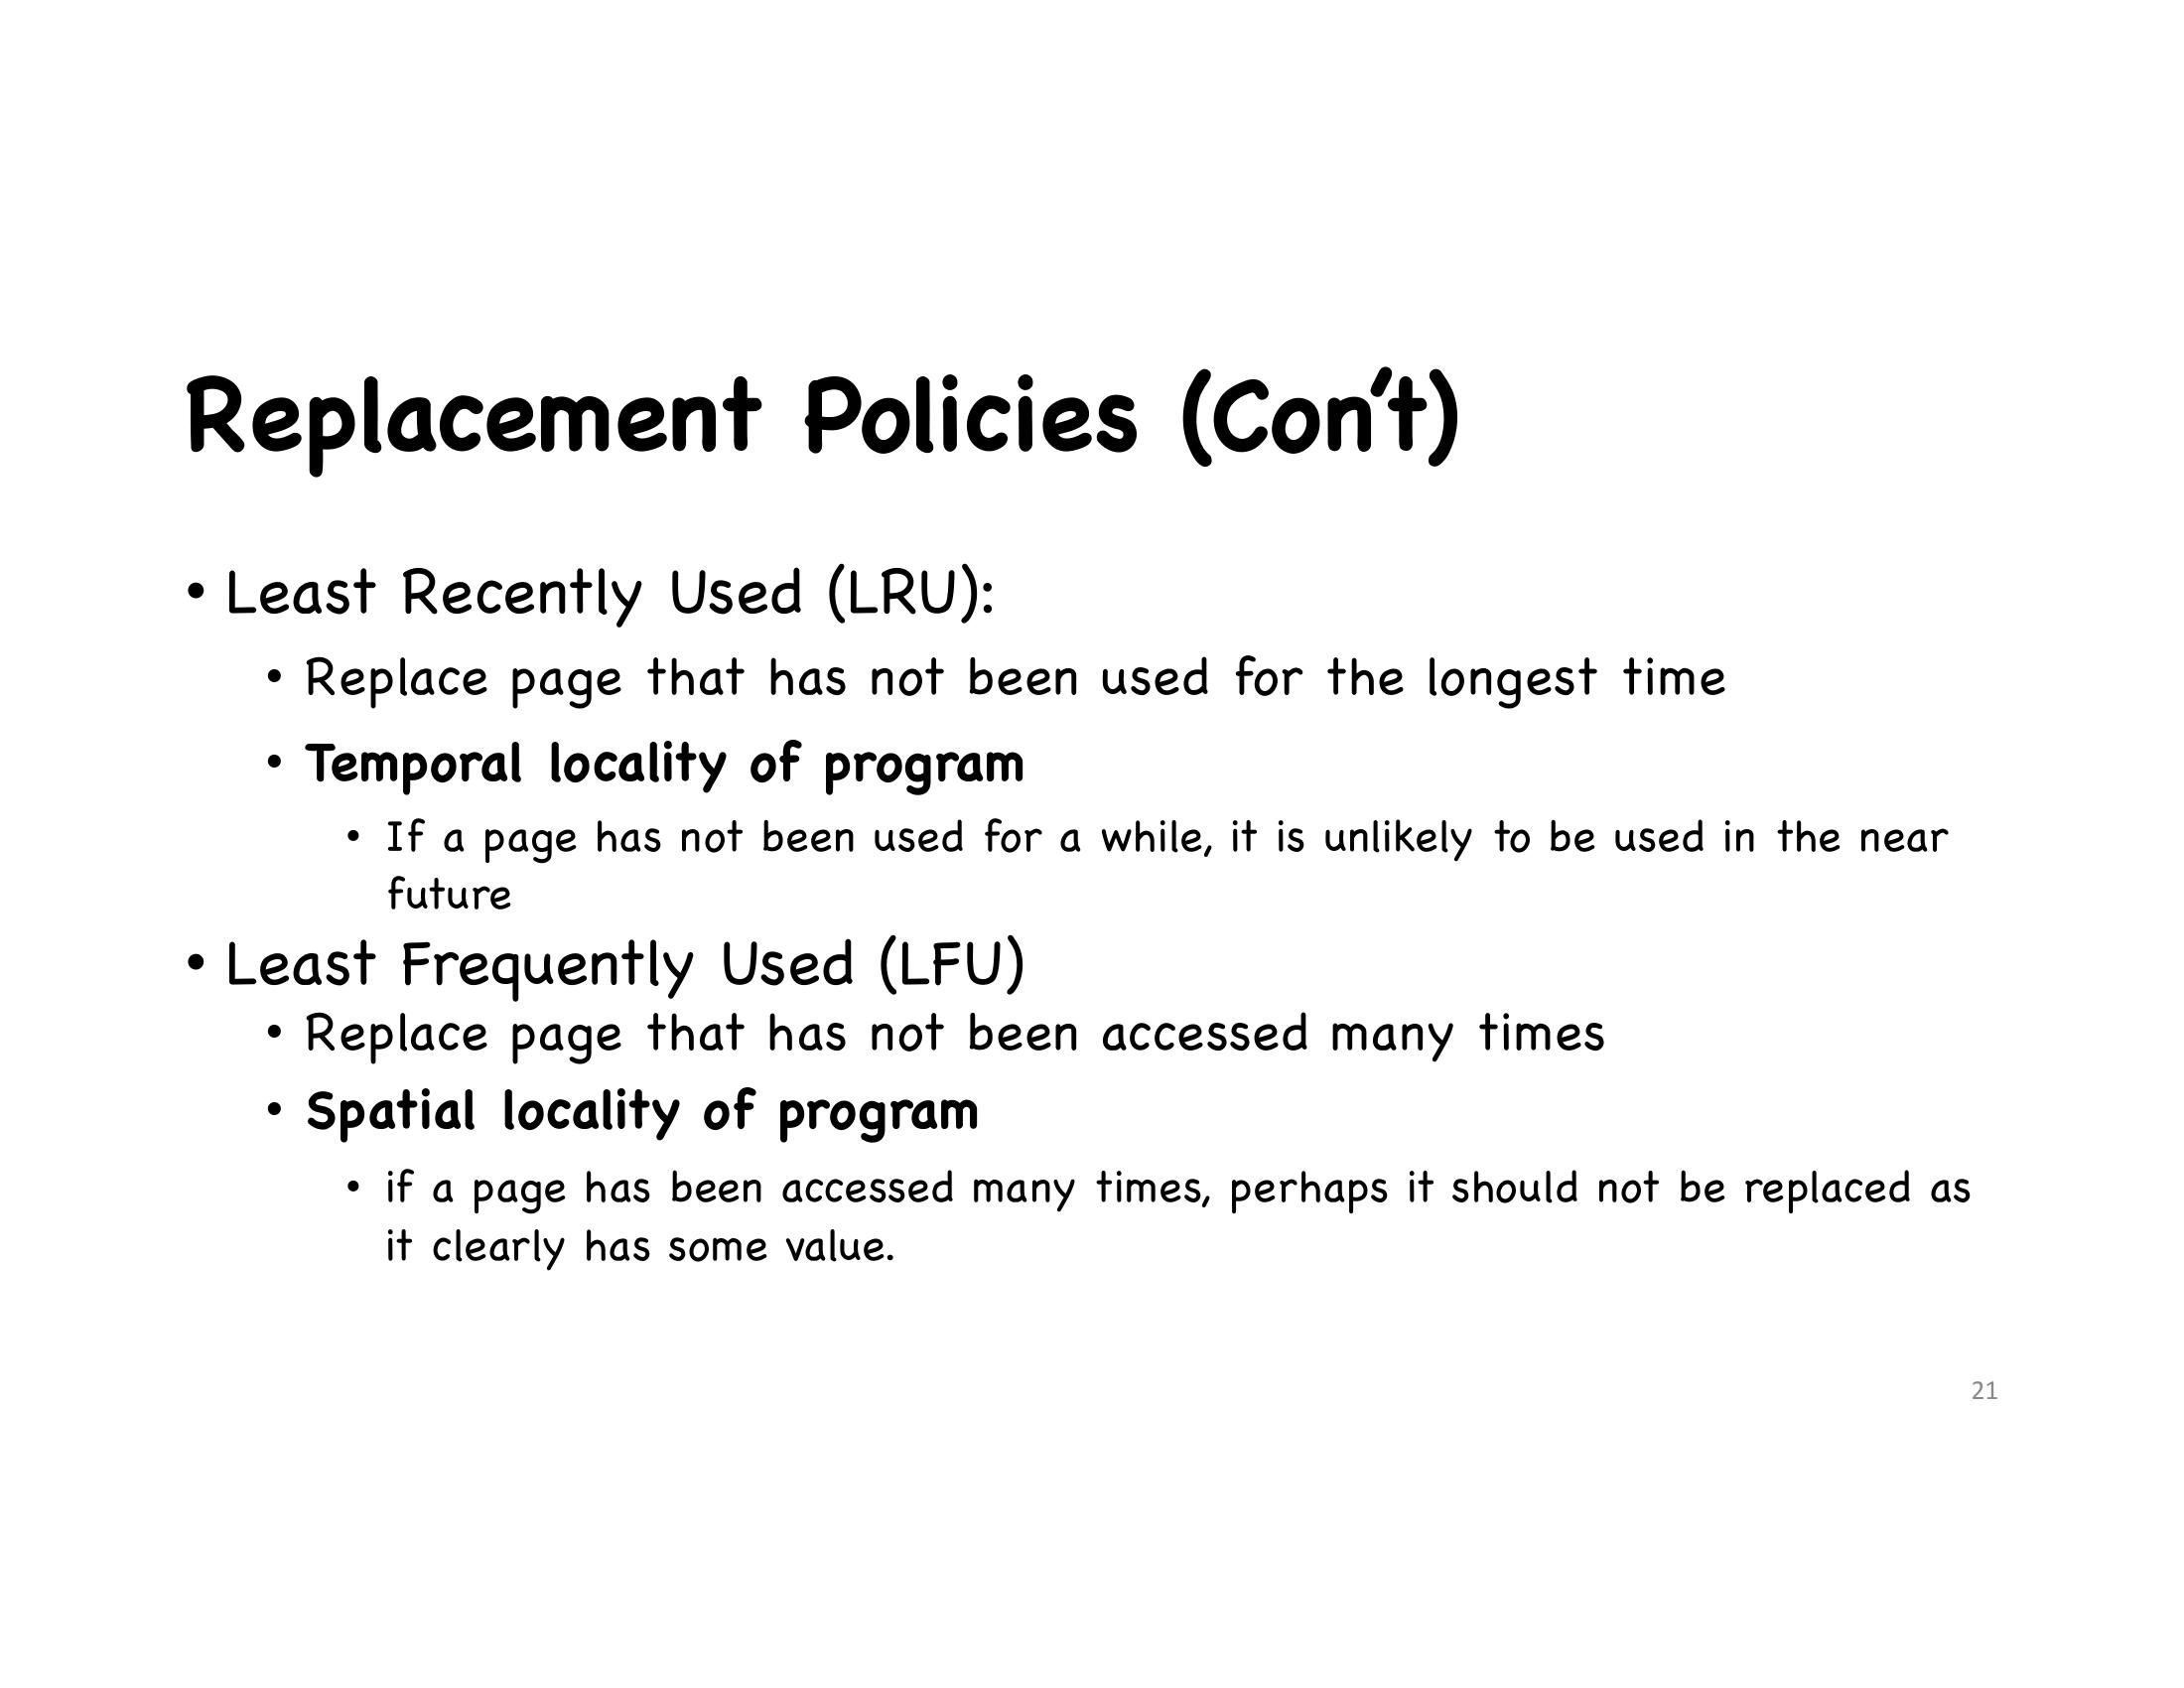 Replacement Policies (Con't)
• Least Recently Used (LRU):
• Replace page that has not been used for the longest time
• Temporal locality of program
• If a page has not been used for a while, it is unlikely to be used in the near
future
• Least Frequently Used (LFU)
• Replace page that has not been accessed many times
• Spatial locality of program
• if a page has been accessed many times, perhaps it should not be replaced as
it clearly has some value.
21